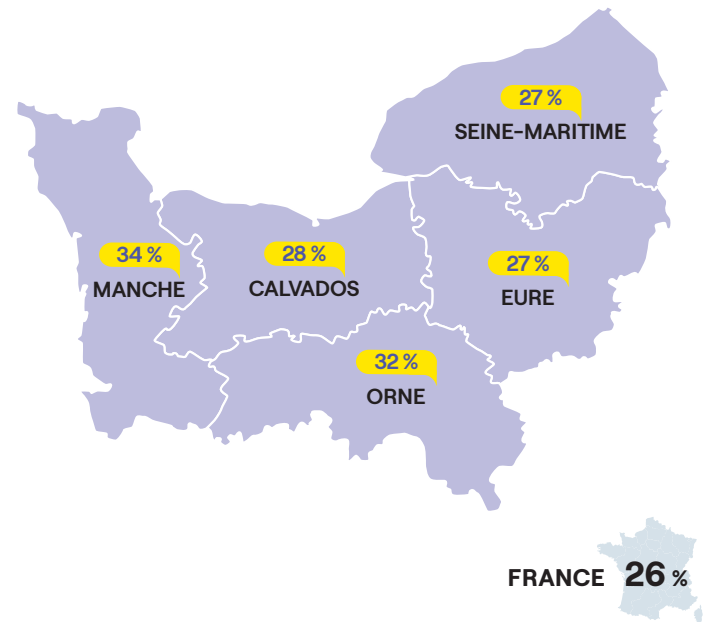 27 %
SEINE-MARITIME
34 %
MANCHE
28 %
CALVADOS
27 %
EURE
32 %
ORNE
FRANCE 26 %